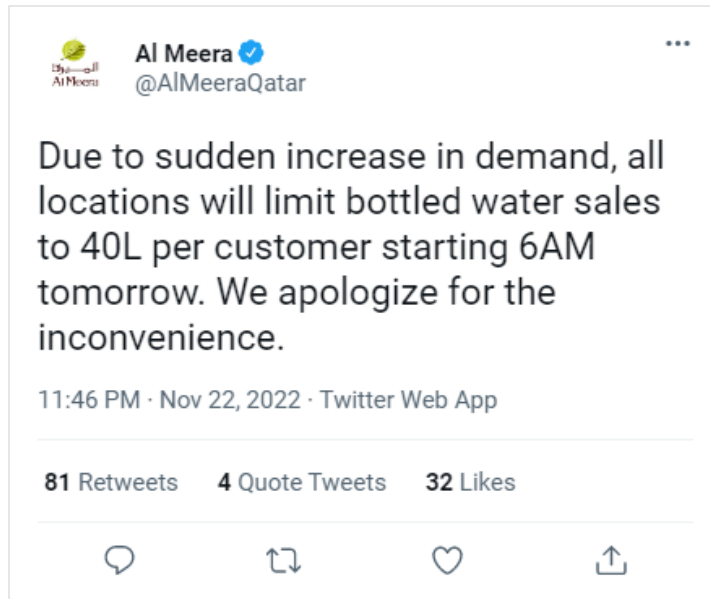 الميرة
Al Meera
Al Meera
@AlMeeraQatar
Due to sudden increase in demand, all
locations will limit bottled water sales
to 40L per customer starting 6AM
tomorrow. We apologize for the
inconvenience.
11:46 PM · Nov 22, 2022 · Twitter Web App
81 Retweets 4 Quote Tweets 32 Likes